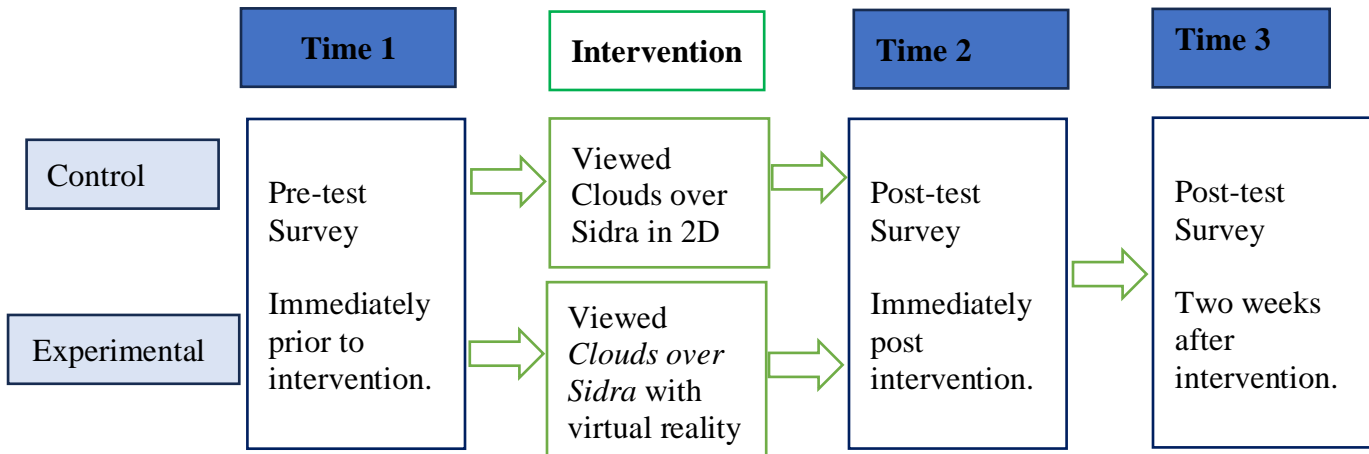 Time 1
Intervention
Time 2
Time 3
Control
Experimental
Pre-test
Survey
Immediately
prior to
intervention.
Viewed
Clouds over
Sidra in 2D
Viewed
Clouds over
Sidra with
virtual reality
Post-test
Survey
Immediately
post
intervention.
Post-test
Survey
Two weeks
after
intervention.